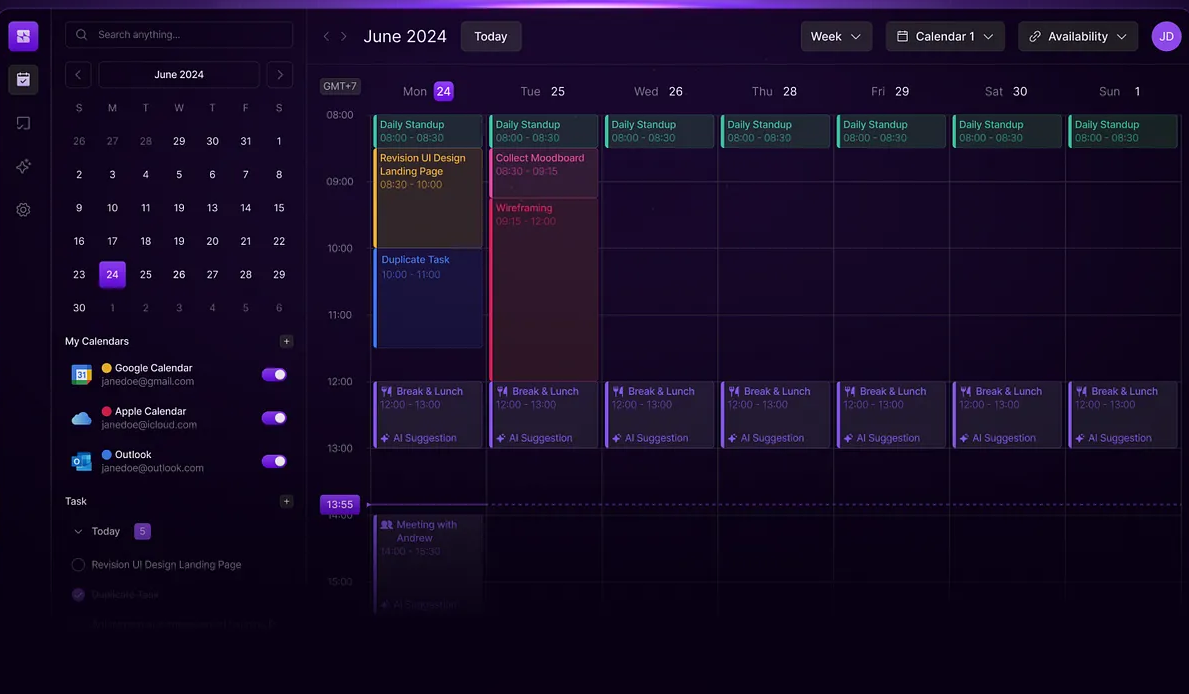 Search anything...
June 2024
Today
Week
Calendar 1
Availability
JD
June 2024
S M T W T F S
26 27 28 29 30 31 1
2 3 4 5 6 7 8
9 10 11 19 13 14 15
16 17 18 19 20 21 22
23 24 25 26 27 28 29
30 1 2 3 4 5 6
My Calendars
+
31
Google Calendar
janedoe@gmail.com
Apple Calendar
janedoe@icloud.com
Outlook
janedoe@outlook.com
Task
+
Today 5
Revision UI Design Landing Page
Duplicate Task
GMT+7
Mon 24 Tue 25 Wed 26 Thu 28 Fri 29 Sat 30 Sun 1
08:00
Daily Standup Daily Standup Daily Standup Daily Standup Daily Standup Daily Standup Daily Standup
08:00 - 08:30 08:00 - 08:30 08:00 - 08:30 08:00 - 08:30 08:00 - 08:30 08:00 - 08:30 08:00 - 08:30
Revision UI Design
Landing Page
08:30 - 10:00
Collect Moodboard
08:30 - 09:15
09:00
Wireframing
09:15 - 12:00
10:00
Duplicate Task
10:00 - 11:00
11:00
12:00
Break & Lunch Break & Lunch Break & Lunch Break & Lunch Break & Lunch Break & Lunch Break & Lunch
12:00 - 13:00 12:00 - 13:00 12:00 - 13:00 12:00 - 13:00 12:00 - 13:00 12:00 - 13:00 12:00 - 13:00
AI Suggestion AI Suggestion AI Suggestion AI Suggestion AI Suggestion AI Suggestion AI Suggestion
13:00
13:55
14:00
Meeting with
Andrew
14:00 - 15:30
15:00
AI Suggestion